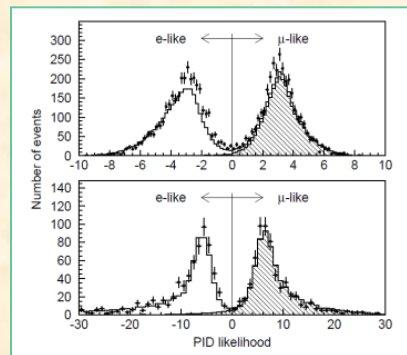 e-like μ-like
300
250
200
150
100
50
0
-10 -8 -6 -4 -2 0 2 4 6 8 10
Number of events
e-like μ-like
140
120
100
80
60
40
20
0
-30 -20 -10 0 10 20 30
PID likelihood